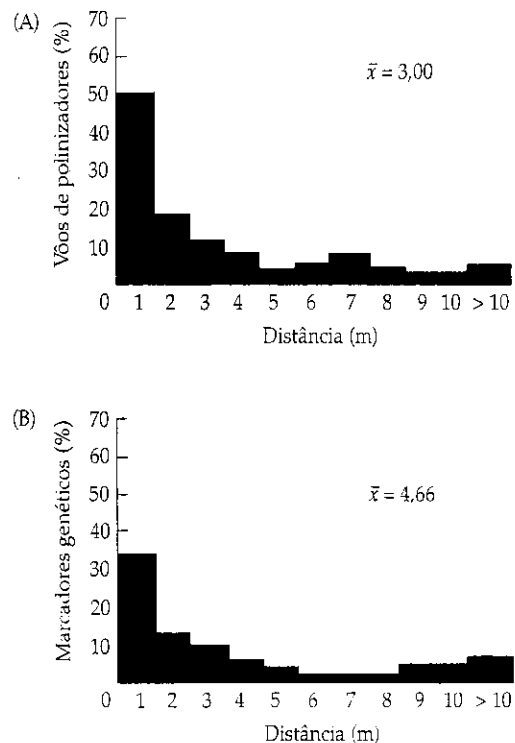 (A)
Vôos de polinizadores (%)
70
60
50
40
30
20
10
x̄ = 3,00
0 1 2 3 4 5 6 7 8 9 10 > 10
Distância (m)
(B)
Marcadores genéticos (%)
70
60
50
40
30
20
10
x̄ = 4,66
0 1 2 3 4 5 6 7 8 9 10 > 10
Distância (m)